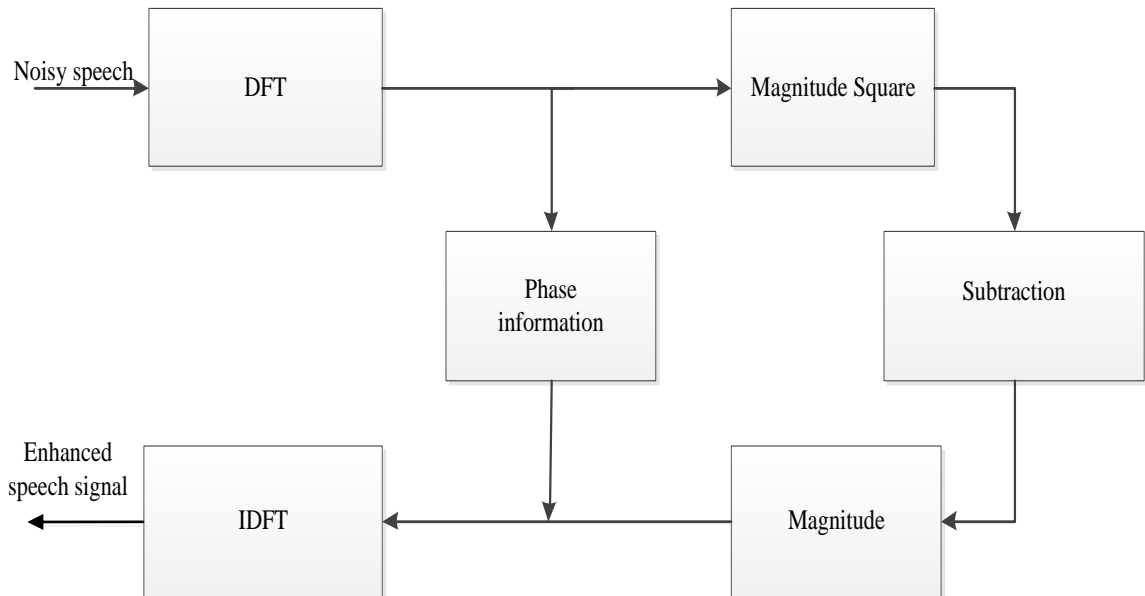 Noisy speech
DFT
Magnitude Square
Phase
information
Subtraction
Enhanced
speech signal
IDFT
Magnitude